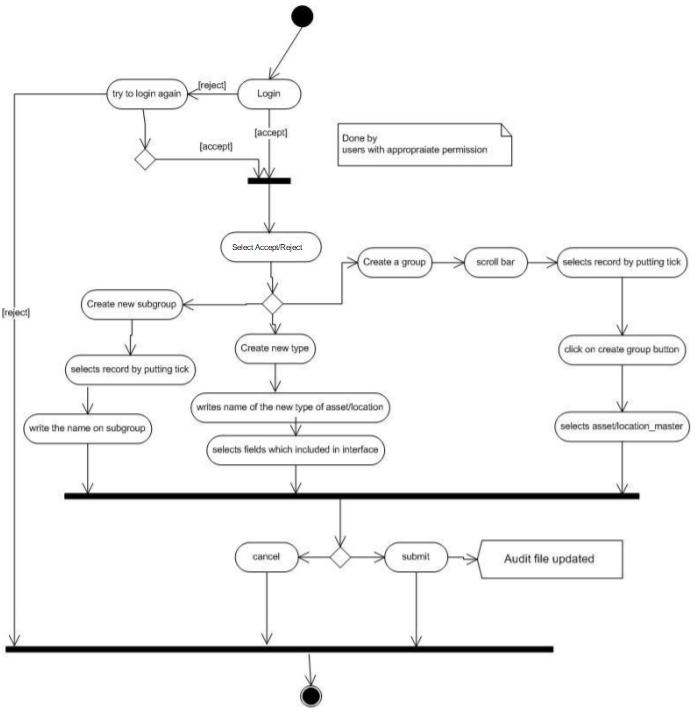 try to login again
[reject]
Login
[accept]
[accept]
Done by
users with appropraiate permission
Select Accept/Reject
Create a group
scroll bar
selects record by putting tick
Create new subgroup
[reject]
Create new type
click on create group button
selects record by putting tick
writes name of the new type of asset/location
write the name on subgroup
selects asset/location_master
selects fields which included in interface
cancel
submit
Audit file updated